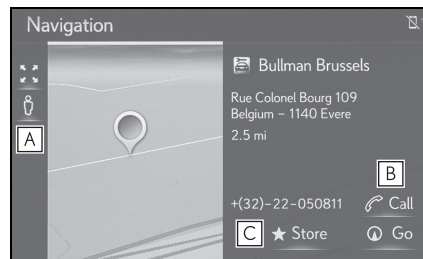 Navigation
Bullman Brussels
Rue Colonel Bourg 109
Belgium – 1140 Evere
2.5 mi
A
B
+(32)-22-050811
Call
C
Store
Go